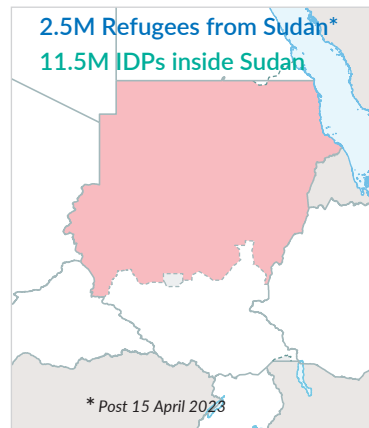 2.5M Refugees from Sudan*
11.5M IDPs inside Sudan
* Post 15 April 2023